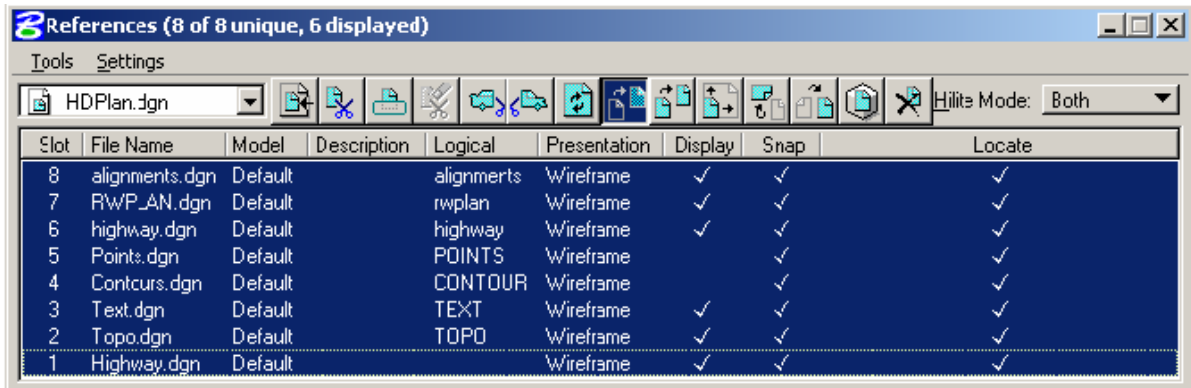 References (8 of 8 unique, 6 displayed)
Tools Settings
HDPlan.dgn Hilite Mode: Both
Slot File Name Model Description Logical Presentation Display Snap Locate
8 alignments.dgn Default alignments Wireframe ✓ ✓ ✓
7 RWPLAN.dgn Default rwplan Wireframe ✓ ✓ ✓
6 highway.dgn Default highway Wireframe ✓ ✓ ✓
5 Points.dgn Default POINTS Wireframe ✓ ✓
4 Contours.dgn Default CONTOUR Wireframe ✓ ✓
3 Text.dgn Default TEXT Wireframe ✓ ✓ ✓
2 Topo.dgn Default TOPO Wireframe ✓ ✓ ✓
1 Highway.dgn Default Wireframe ✓ ✓ ✓